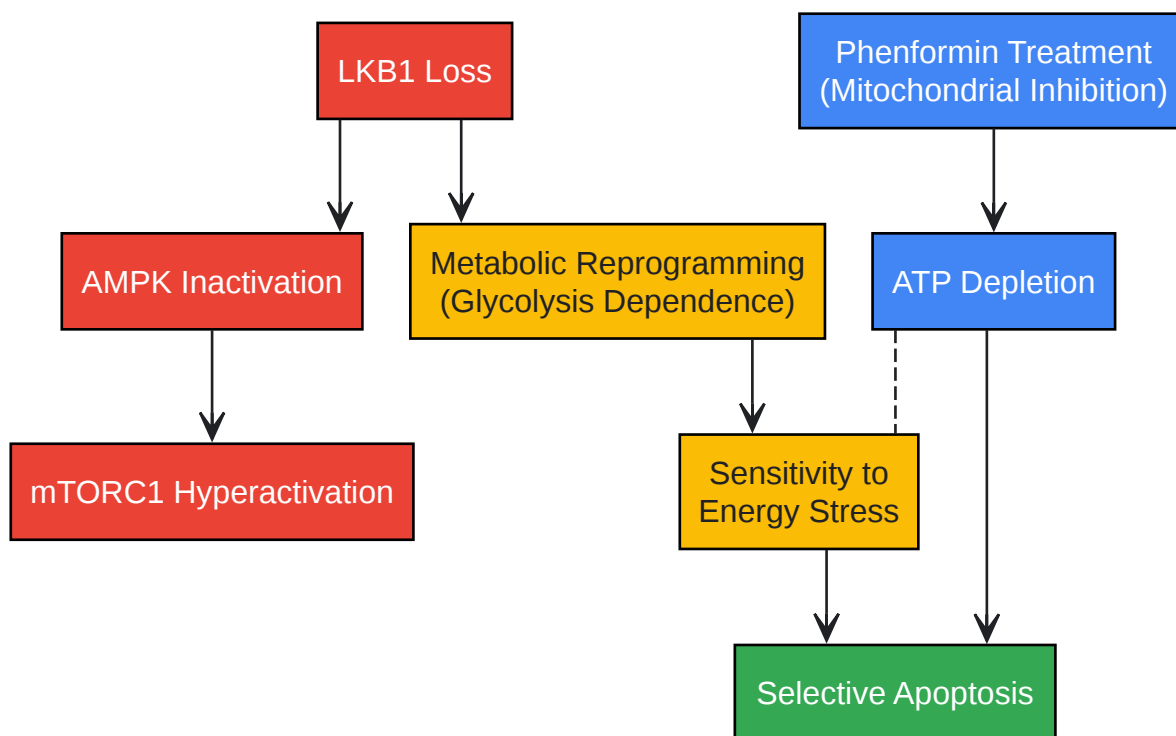 LKB1 Loss
Phenformin Treatment
(Mitochondrial Inhibition)
AMPK Inactivation
Metabolic Reprogramming
(Glycolysis Dependence)
ATP Depletion
mTORC1 Hyperactivation
Sensitivity to
Energy Stress
Selective Apoptosis